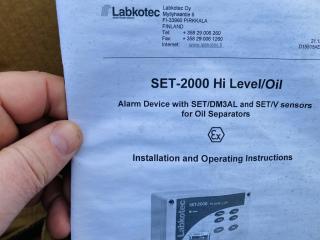 Labkotec
Labkotec Oy
Myllyhaantie 6
FI-33960 PIRKKALA
FINLAND
Tel: + 358 29 006 260
Fax: + 358 29 006 1260
Internet: www.labkotec.fi
SET-2000 Hi Level/Oil
Alarm Device with SET/DM3AL and SET/V sensors
for Oil Separators
Ex
Installation and Operating Instructions
Labkotec
SET-2000